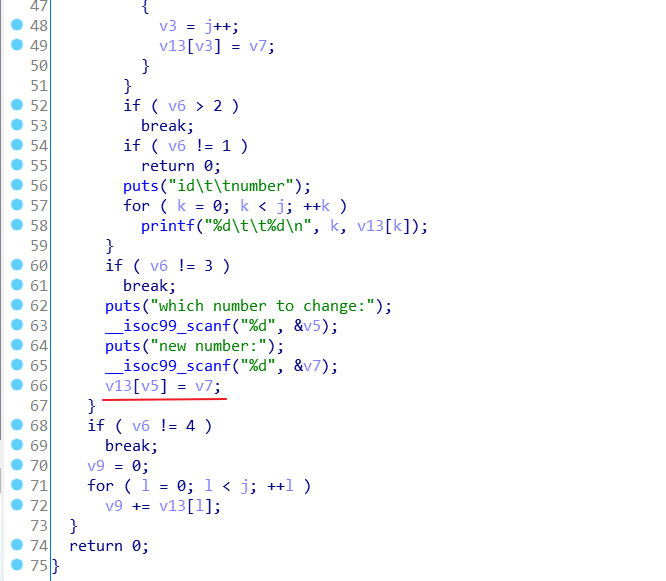 47 {
48 v3 = j++;
49 v13[v3] = v7;
50 }
51 }
52 if ( v6 > 2 )
53 break;
54 if ( v6 != 1 )
55 return 0;
56 puts("id\t\tnumber");
57 for ( k = 0; k < j; ++k )
58 printf("%d\t\t%d\n", k, v13[k]);
59 }
60 if ( v6 != 3 )
61 break;
62 puts("which number to change:");
63 __isoc99_scanf("%d", &v5);
64 puts("new number:");
65 __isoc99_scanf("%d", &v7);
66 v13[v5] = v7;
67 }
68 if ( v6 != 4 )
69 break;
70 v9 = 0;
71 for ( l = 0; l < j; ++l )
72 v9 += v13[l];
73 }
74 return 0;
75 }